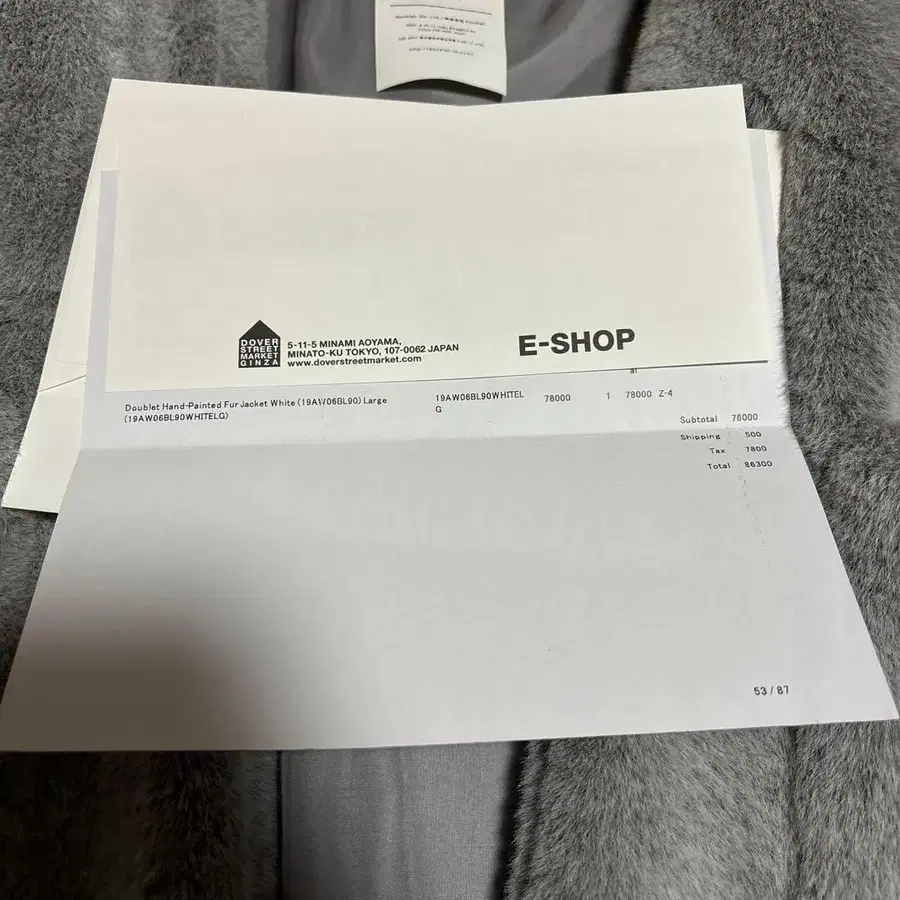 DOVER
STREET
MARKET
GINZA
5-11-5 MINAMI AOYAMA,
MINATO-KU TOKYO, 107-0062 JAPAN
www.doverstreetmarket.com
E-SHOP
Doublet Hand-Painted Fur Jacket White (19AW06BL90) Large
(19AW06BL90WHITELG)
19AW06BL90WHITEL
G
78000
1
78000
Z-4
Subtotal 78000
Shipping 500
Tax 7800
Total 86300
53 / 87